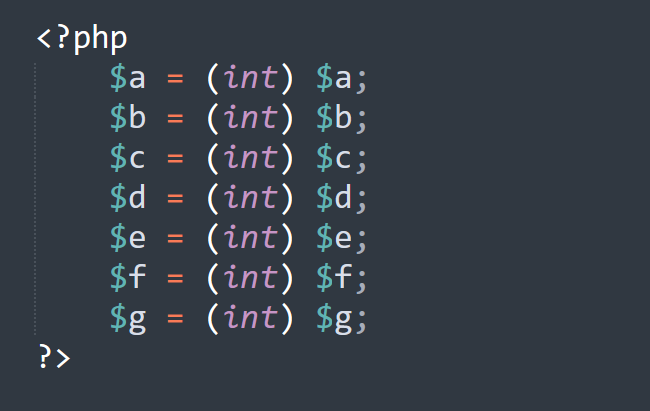 <?php
    $a = (int) $a;
    $b = (int) $b;
    $c = (int) $c;
    $d = (int) $d;
    $e = (int) $e;
    $f = (int) $f;
    $g = (int) $g;
?>